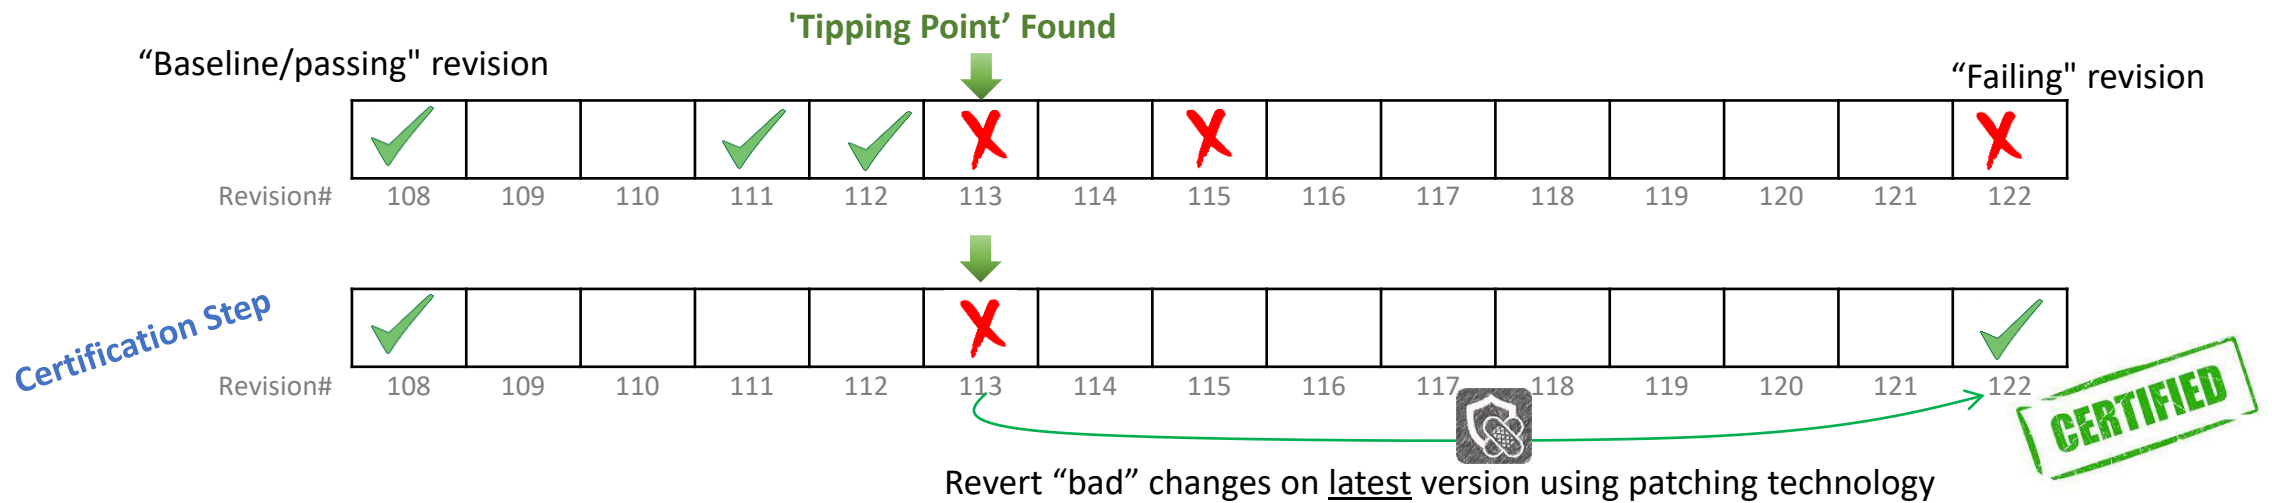 'Tipping Point’ Found
“Baseline/passing" revision
“Failing" revision
Revision# 108 109 110 111 112 113 114 115 116 117 118 119 120 121 122
Certification Step
Revision# 108 109 110 111 112 113 114 115 116 117 118 119 120 121 122
CERTIFIED
Revert “bad” changes on latest version using patching technology